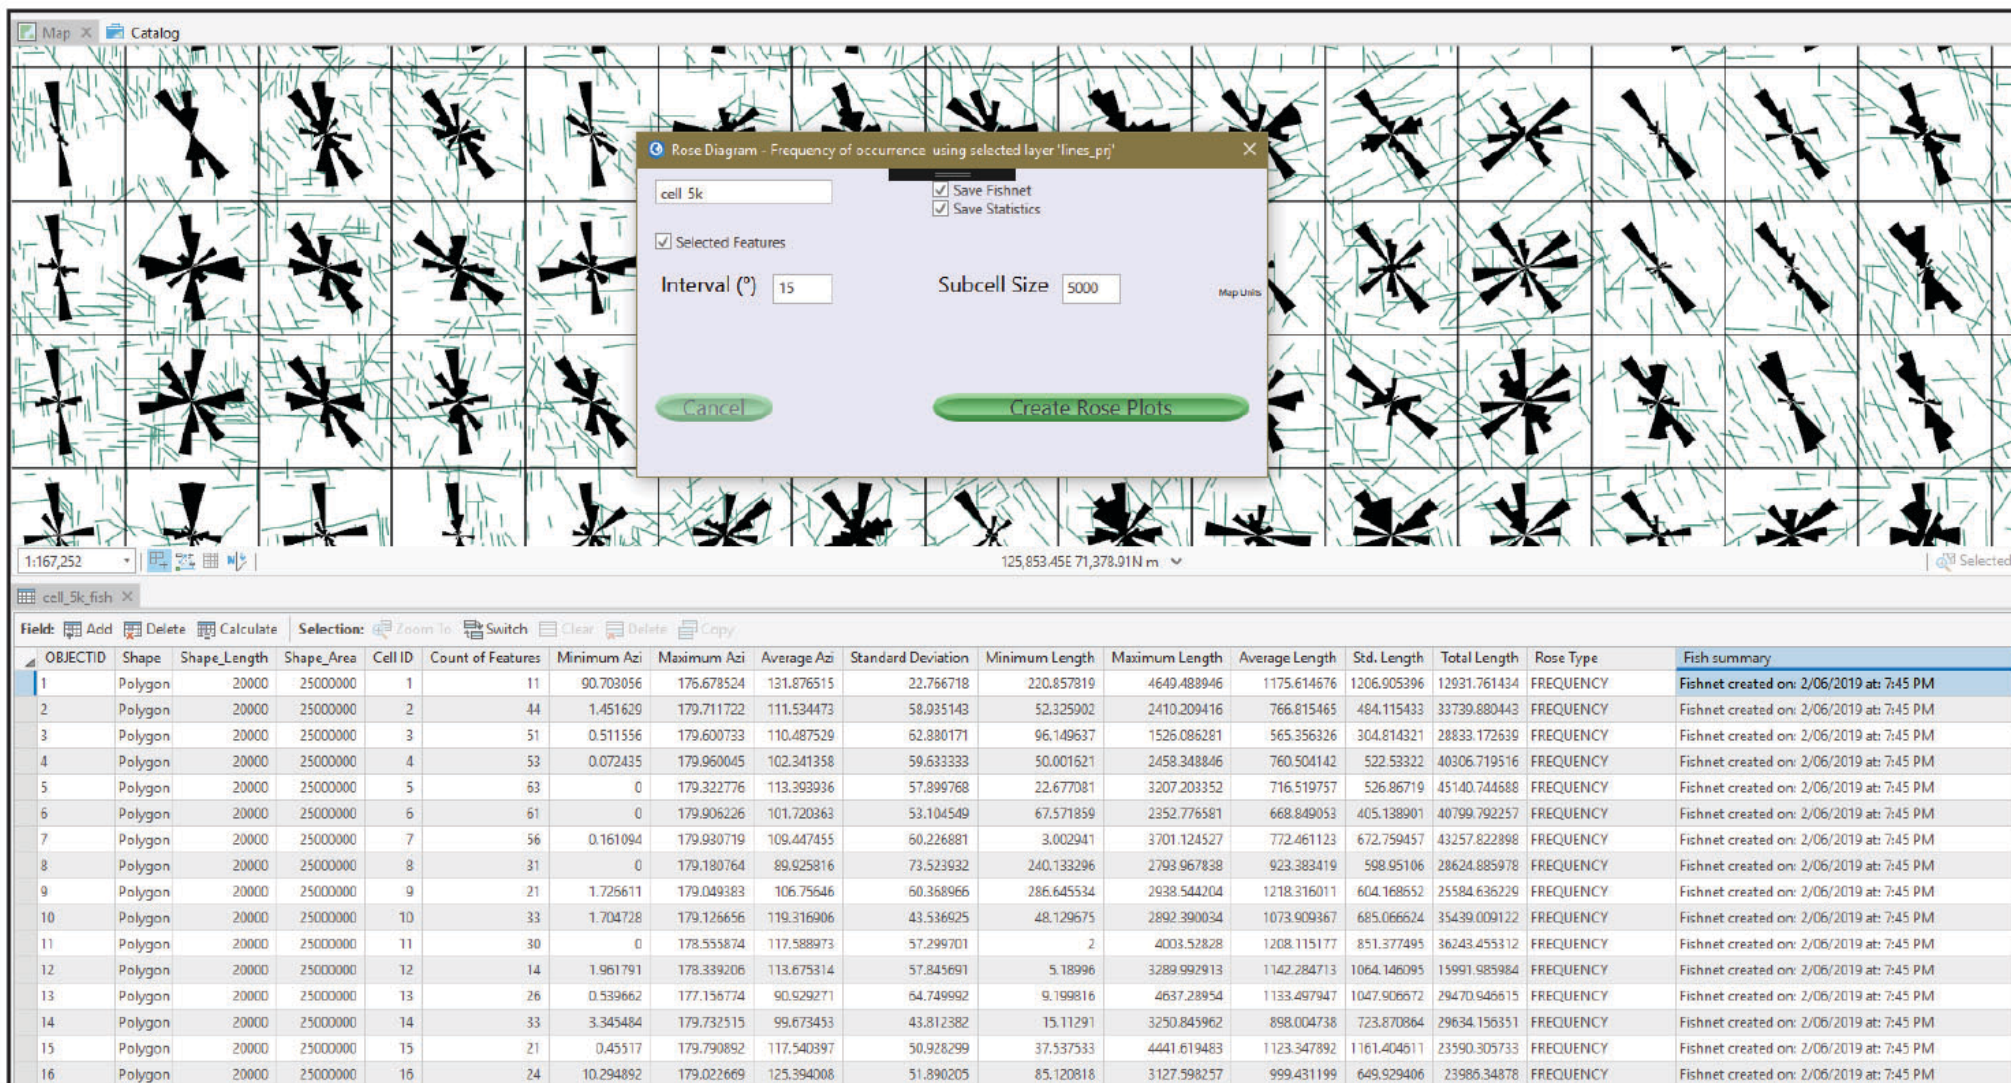 Map Catalog
Rose Diagram - Frequency of occurrence using selected layer 'lines_prj'
cell_5k
Save Fishnet
Save Statistics
Selected Features
Interval (°) 15 Subcell Size 5000 Map Units
Cancel Create Rose Plots
1:167,252 125,853.45E 71,378.91N m Selected
cell_5k_fish
Field: Add Delete Calculate Selection: Zoom To Switch Clear Delete Copy
OBJECTID Shape Shape_Length Shape_Area Cell ID Count of Features Minimum Azi Maximum Azi Average Azi Standard Deviation Minimum Length Maximum Length Average Length Std. Length Total Length Rose Type Fish summary
1 Polygon 20000 25000000 1 11 90.703056 176.678524 131.876515 22.766718 220.857819 4649.488946 1175.614676 1206.905396 12931.761434 FREQUENCY Fishnet created on: 2/06/2019 at: 7:45 PM
2 Polygon 20000 25000000 2 44 1.451629 179.711722 111.534473 58.935143 52.325902 2410.209416 766.815465 484.115433 33739.880443 FREQUENCY Fishnet created on: 2/06/2019 at: 7:45 PM
3 Polygon 20000 25000000 3 51 0.511556 179.600733 110.487529 62.880171 96.149637 1526.086281 565.356326 304.814321 28833.172639 FREQUENCY Fishnet created on: 2/06/2019 at: 7:45 PM
4 Polygon 20000 25000000 4 53 0.072435 179.960045 102.341358 59.633333 50.001621 2458.348846 760.504142 522.53322 40306.719516 FREQUENCY Fishnet created on: 2/06/2019 at: 7:45 PM
5 Polygon 20000 25000000 5 63 0 179.322776 113.393936 57.899768 22.677081 3207.203352 716.519757 526.86719 45140.744688 FREQUENCY Fishnet created on: 2/06/2019 at: 7:45 PM
6 Polygon 20000 25000000 6 61 0 179.906226 101.720363 53.104549 67.571859 2352.776581 668.849053 405.138901 40799.792257 FREQUENCY Fishnet created on: 2/06/2019 at: 7:45 PM
7 Polygon 20000 25000000 7 56 0.161094 179.930719 109.447455 60.226881 3.002941 3701.124527 772.461123 672.759457 43257.822898 FREQUENCY Fishnet created on: 2/06/2019 at: 7:45 PM
8 Polygon 20000 25000000 8 31 0 179.180764 89.925816 73.523932 240.133296 2793.967838 923.383419 598.95106 28624.885978 FREQUENCY Fishnet created on: 2/06/2019 at: 7:45 PM
9 Polygon 20000 25000000 9 21 1.726611 179.049383 106.75646 60.368966 286.645534 2938.544204 1218.316011 604.168652 25584.636229 FREQUENCY Fishnet created on: 2/06/2019 at: 7:45 PM
10 Polygon 20000 25000000 10 33 1.704728 179.126656 119.316906 43.536925 48.129675 2892.390034 1073.909367 685.066624 35439.009122 FREQUENCY Fishnet created on: 2/06/2019 at: 7:45 PM
11 Polygon 20000 25000000 11 30 0 178.555874 117.588973 57.299701 2 4003.52828 1208.115177 851.377495 36243.455312 FREQUENCY Fishnet created on: 2/06/2019 at: 7:45 PM
12 Polygon 20000 25000000 12 14 1.961791 178.339206 113.675314 57.845691 5.18996 3289.992913 1142.284713 1064.146095 15991.985984 FREQUENCY Fishnet created on: 2/06/2019 at: 7:45 PM
13 Polygon 20000 25000000 13 26 0.539662 177.156774 90.929271 64.749992 9.199816 4637.28954 1133.497947 1047.906672 29470.946615 FREQUENCY Fishnet created on: 2/06/2019 at: 7:45 PM
14 Polygon 20000 25000000 14 33 3.345484 179.732515 99.673453 43.812382 15.11291 3250.845962 898.004738 723.870864 29634.156351 FREQUENCY Fishnet created on: 2/06/2019 at: 7:45 PM
15 Polygon 20000 25000000 15 21 0.45517 179.790892 117.540397 50.928299 37.537533 4441.619483 1123.347892 1161.404611 23590.305733 FREQUENCY Fishnet created on: 2/06/2019 at: 7:45 PM
16 Polygon 20000 25000000 16 24 10.294892 179.022669 125.394008 51.890205 85.120818 3127.598257 999.431199 649.929406 23986.34878 FREQUENCY Fishnet created on: 2/06/2019 at: 7:45 PM